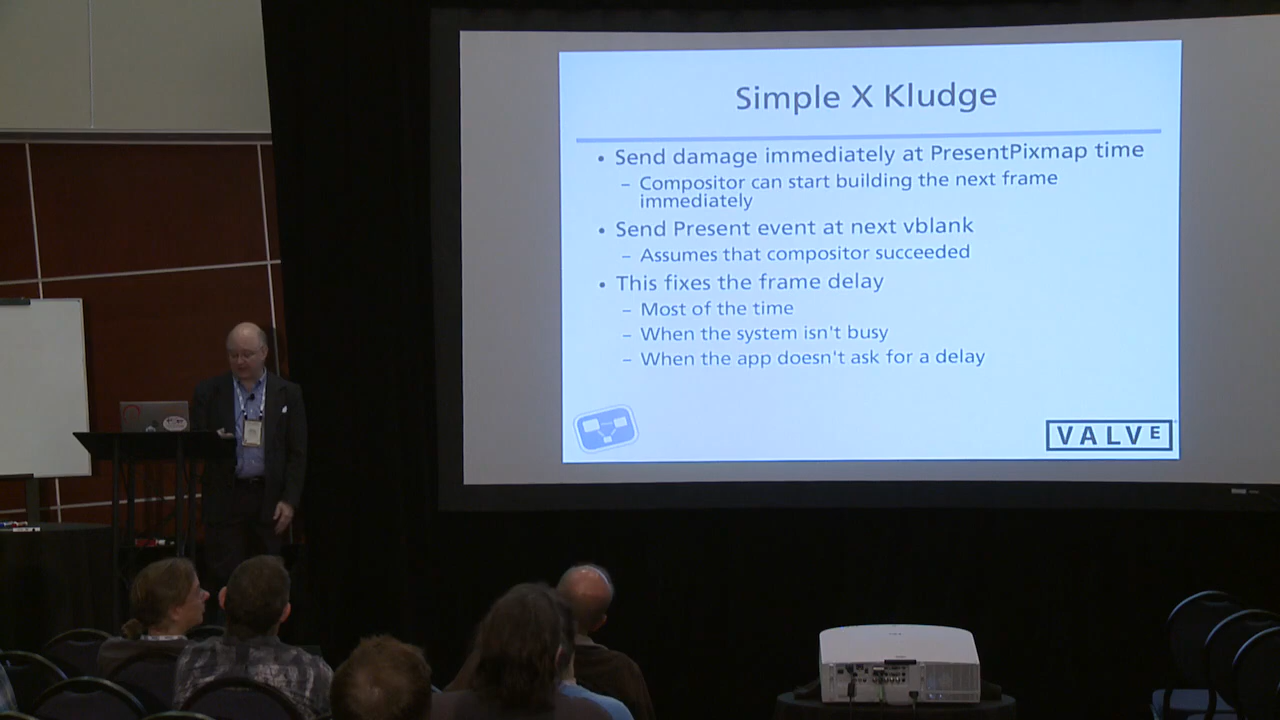 Simple X Kludge
• Send damage immediately at PresentPixmap time
– Compositor can start building the next frame
immediately
• Send Present event at next vblank
– Assumes that compositor succeeded
• This fixes the frame delay
– Most of the time
– When the system isn't busy
– When the app doesn't ask for a delay
VALVE